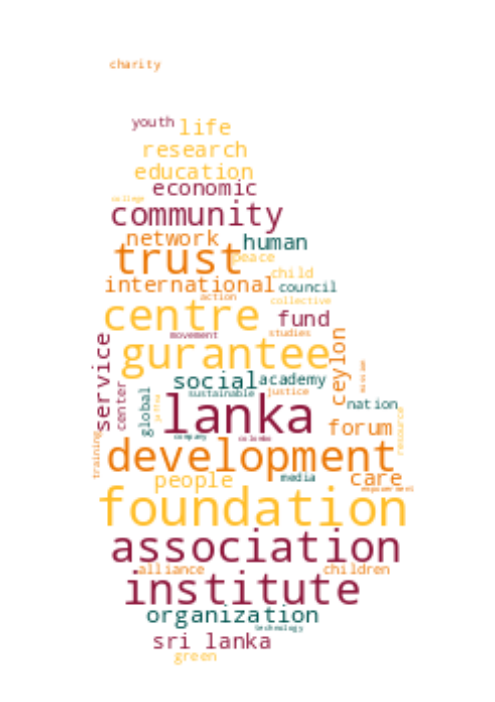 charity
youth life
research
education
economic
college
community
network human
trust peace
child
international council
action collective
centre fund
movement studies
gurantee
service
ceylon
mission
social academy
center
global
jaffna
sustainable justice
lanka nation
forum
resource
company colombo
training
development
people media care
empowerment
foundation
association
alliance children
institute
organization
technology
sri lanka
green